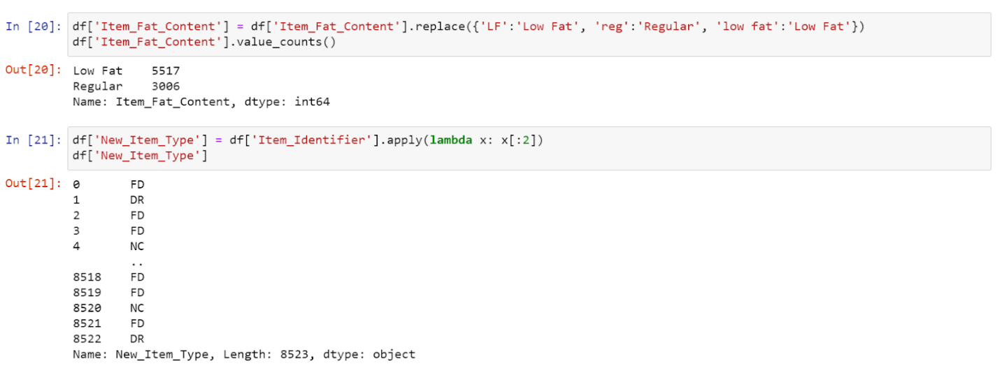 In [20]: df['Item_Fat_Content'] = df['Item_Fat_Content'].replace({'LF':'Low Fat', 'reg':'Regular', 'low fat':'Low Fat'})
df['Item_Fat_Content'].value_counts()
Out[20]: Low Fat    5517
Regular    3006
Name: Item_Fat_Content, dtype: int64
In [21]: df['New_Item_Type'] = df['Item_Identifier'].apply(lambda x: x[:2])
df['New_Item_Type']
Out[21]: 0       FD
1       DR
2       FD
3       FD
4       NC
..
8518    FD
8519    FD
8520    NC
8521    FD
8522    DR
Name: New_Item_Type, Length: 8523, dtype: object